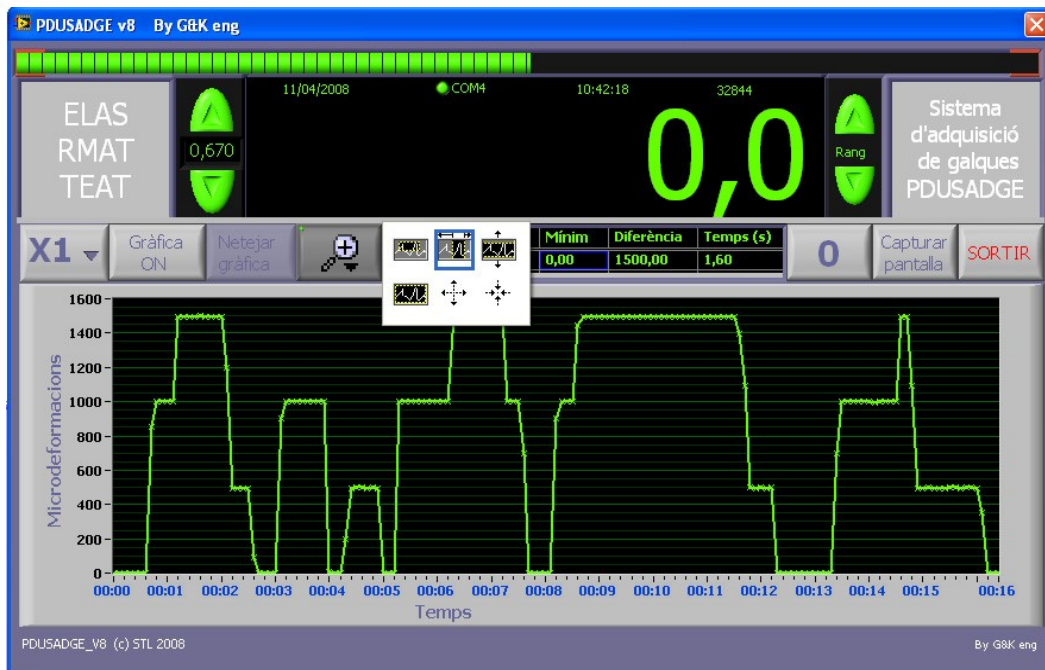 PDUSADGE v8 By G&K eng
11/04/2008 COM4 10:42:18 32844
ELAS
RMAT
TEAT
0,670
0,0
Rang
Sistema
d'adquisició
de galques
PDUSADGE
X1
Gràfica
ON
Netejar
gràfica
Mínim Diferència Temps (s)
0,00 1500,00 1,60
0
Capturar
pantalla
SORTIR
Microdeformacions
1600
1400
1200
1000
800
600
400
200
0
00:00 00:01 00:02 00:03 00:04 00:05 00:06 00:07 00:08 00:09 00:10 00:11 00:12 00:13 00:14 00:15 00:16
Temps
PDUSADGE_V8 (c) STL 2008
By G&K eng